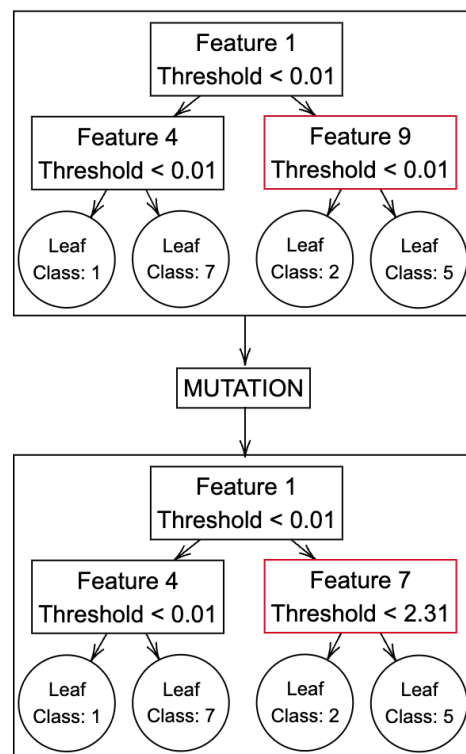 Feature 1
Threshold < 0.01
Feature 4
Threshold < 0.01
Feature 9
Threshold < 0.01
Leaf
Class: 1
Leaf
Class: 7
Leaf
Class: 2
Leaf
Class: 5
MUTATION
Feature 1
Threshold < 0.01
Feature 4
Threshold < 0.01
Feature 7
Threshold < 2.31
Leaf
Class: 1
Leaf
Class: 7
Leaf
Class: 2
Leaf
Class: 5